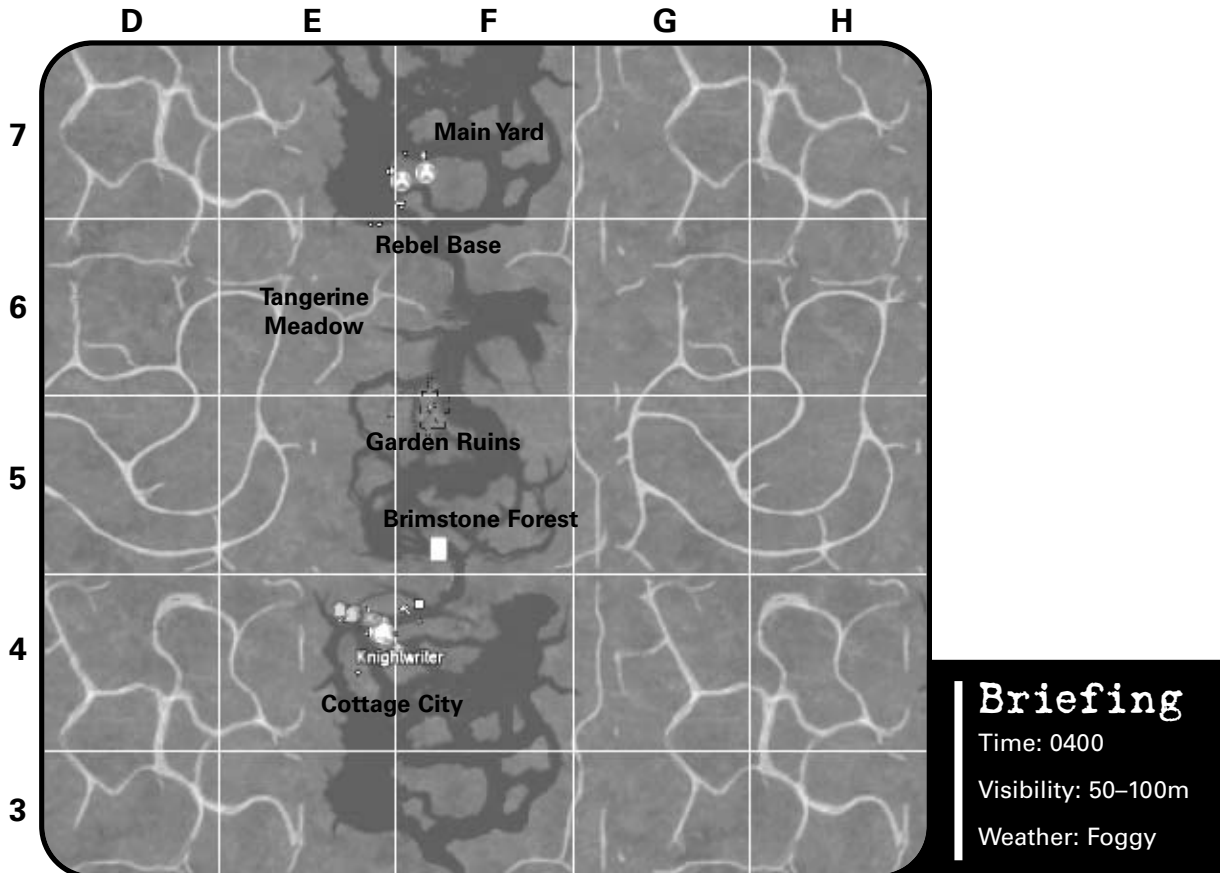 D E F G H
7
Main Yard
Rebel Base
6
Tangerine
Meadow
Garden Ruins
5
Brimstone Forest
4
Knightwriter
Cottage City
3
Briefing
Time: 0400
Visibility: 50–100m
Weather: Foggy